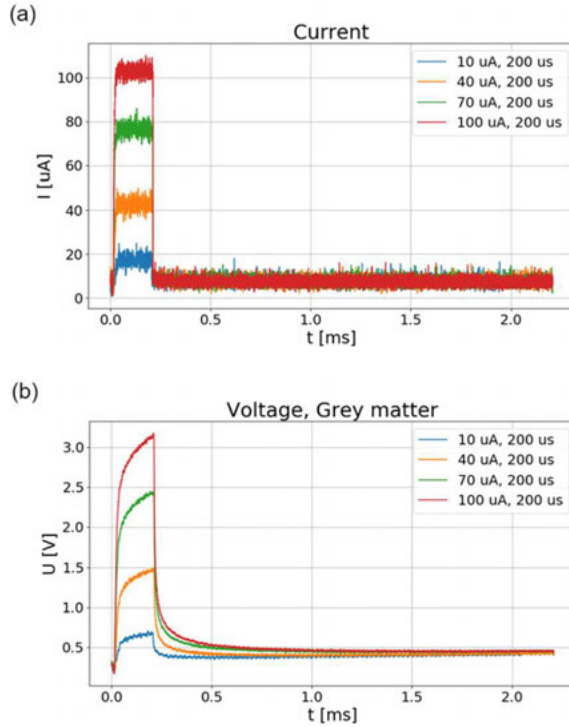 (a)
Current
I [uA]
100
80
60
40
20
0
10 uA, 200 us
40 uA, 200 us
70 uA, 200 us
100 uA, 200 us
0.0 0.5 1.0 1.5 2.0
t [ms]
(b)
Voltage, Grey matter
U [V]
3.0
2.5
2.0
1.5
1.0
0.5
10 uA, 200 us
40 uA, 200 us
70 uA, 200 us
100 uA, 200 us
0.0 0.5 1.0 1.5 2.0
t [ms]